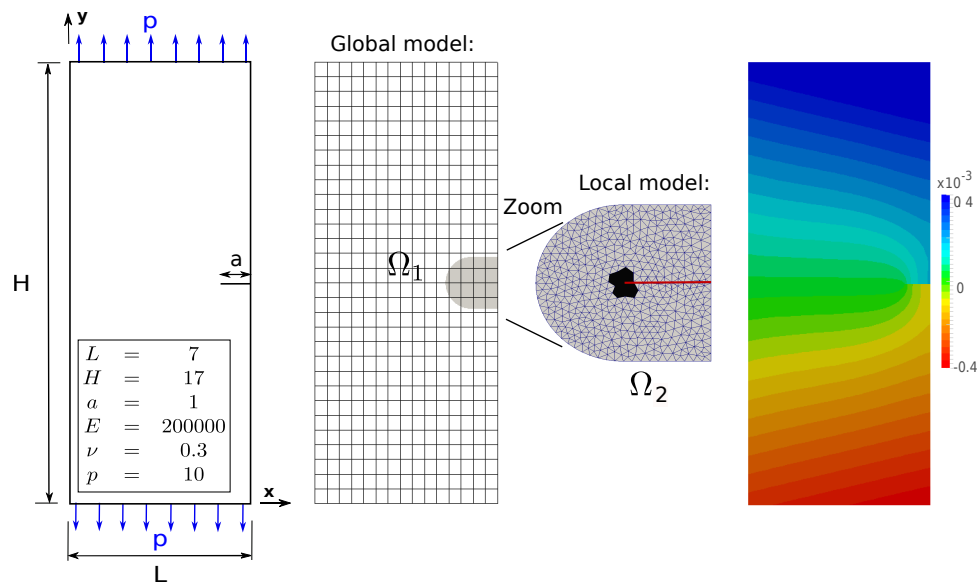 y
p
Global model:
Local model:
Zoom
x10⁻³
0.4
0
-0.4
a
H
Ω₁
Ω₂
L = 7
H = 17
a = 1
E = 200000
ν = 0.3
p = 10
x
p
L